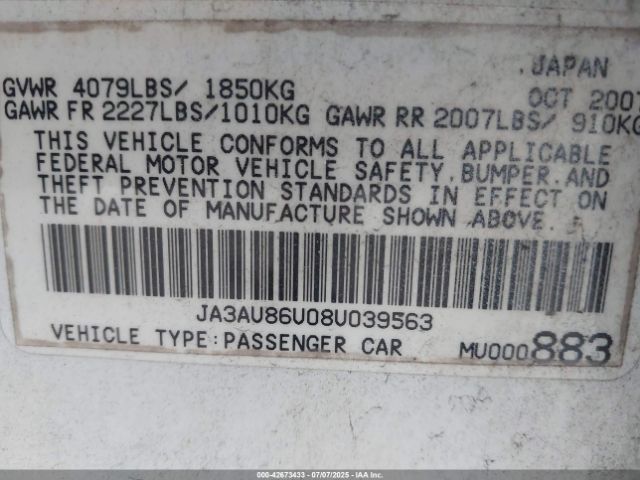 .JAPAN
GVWR 4079LBS/ 1850KG OCT 2007
GAWR FR 2227LBS/1010KG GAWR RR 2007LBS/ 910KG
THIS VEHICLE CONFORMS TO ALL APPLICABLE
FEDERAL MOTOR VEHICLE SAFETY, BUMPER, AND
THEFT PREVENTION STANDARDS IN EFFECT ON
THE DATE OF MANUFACTURE SHOWN ABOVE.
JA3AU86U08U039563
VEHICLE TYPE:PASSENGER CAR MU000883
000-42673433 - 07/07/2025 - IAAI.COM